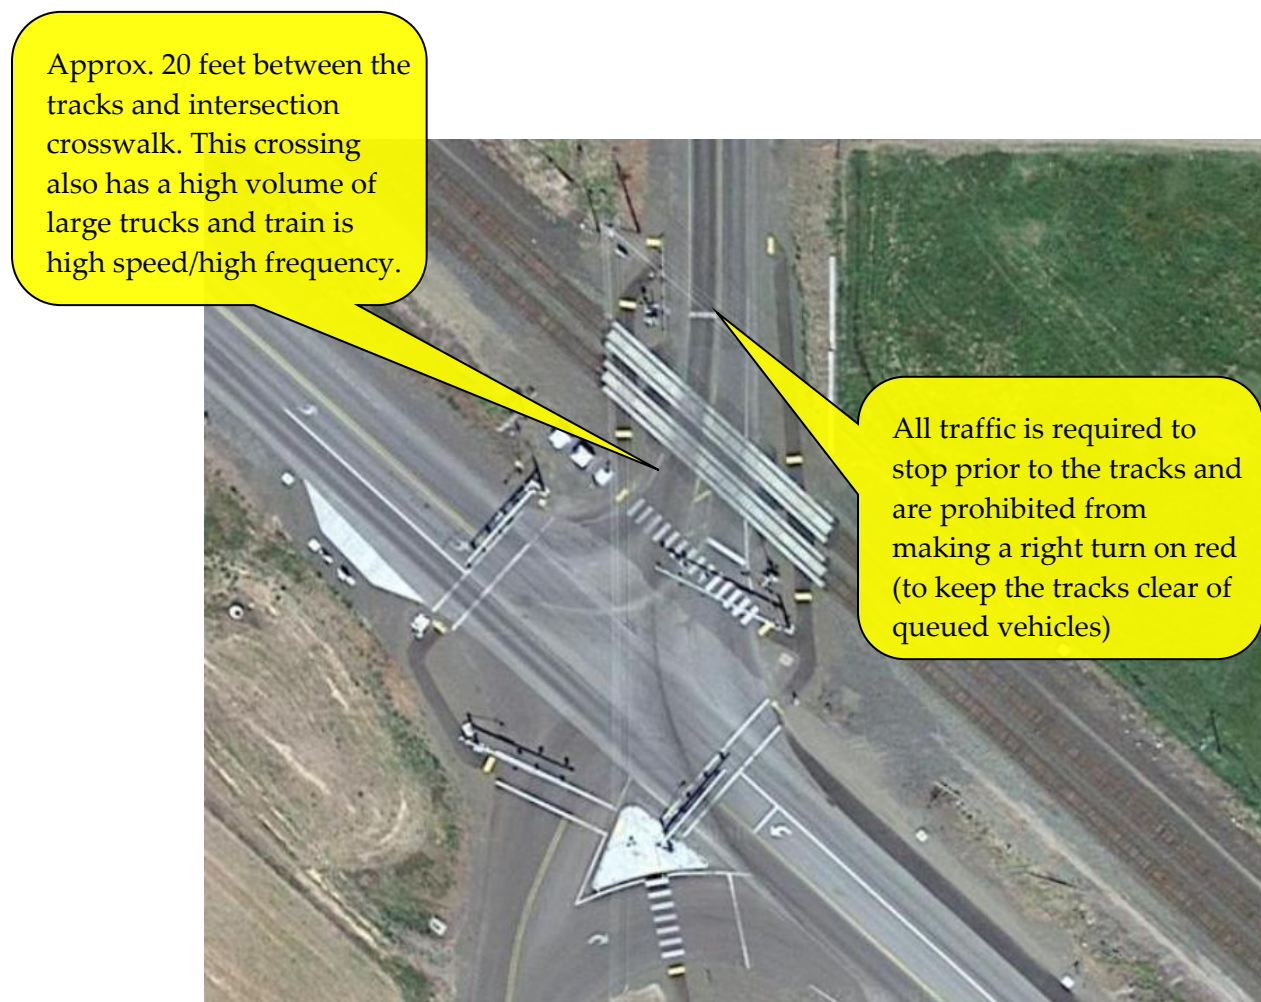 Approx. 20 feet between the
tracks and intersection
crosswalk. This crossing
also has a high volume of
large trucks and train is
high speed/high frequency.
All traffic is required to
stop prior to the tracks and
are prohibited from
making a right turn on red
(to keep the tracks clear of
queued vehicles)